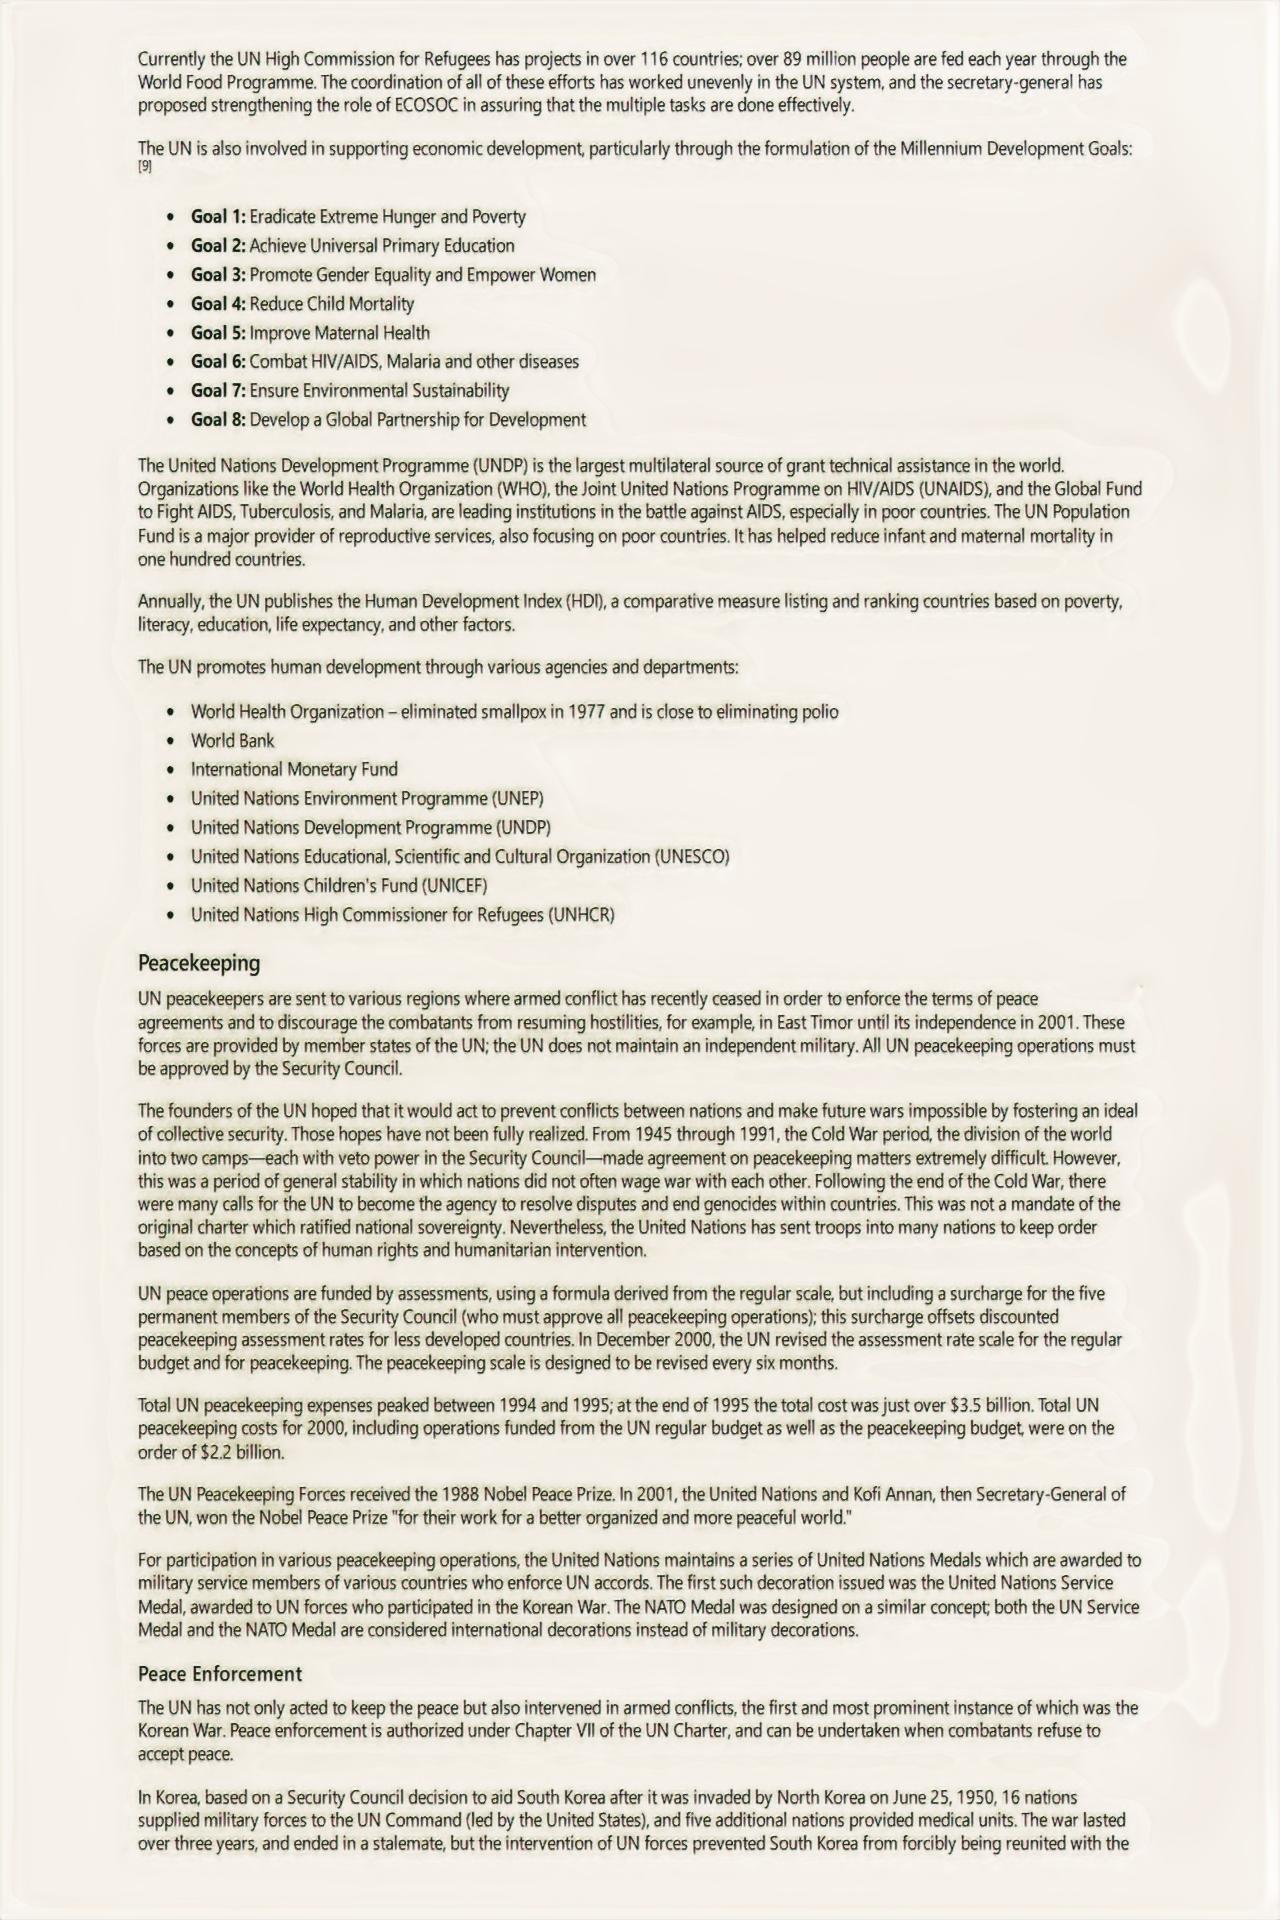 Currently the UN High Commission for Refugees has projects in over 116 countries; over 89 million people are fed each year through the
World Food Programme. The coordination of all of these efforts has worked unevenly in the UN system, and the secretary-general has
proposed strengthening the role of ECOSOC in assuring that the multiple tasks are done effectively.
The UN is also involved in supporting economic development, particularly through the formulation of the Millennium Development Goals:
[9]
• Goal 1: Eradicate Extreme Hunger and Poverty
• Goal 2: Achieve Universal Primary Education
• Goal 3: Promote Gender Equality and Empower Women
• Goal 4: Reduce Child Mortality
• Goal 5: Improve Maternal Health
• Goal 6: Combat HIV/AIDS, Malaria and other diseases
• Goal 7: Ensure Environmental Sustainability
• Goal 8: Develop a Global Partnership for Development
The United Nations Development Programme (UNDP) is the largest multilateral source of grant technical assistance in the world.
Organizations like the World Health Organization (WHO), the Joint United Nations Programme on HIV/AIDS (UNAIDS), and the Global Fund
to Fight AIDS, Tuberculosis, and Malaria, are leading institutions in the battle against AIDS, especially in poor countries. The UN Population
Fund is a major provider of reproductive services, also focusing on poor countries. It has helped reduce infant and maternal mortality in
one hundred countries.
Annually, the UN publishes the Human Development Index (HDI), a comparative measure listing and ranking countries based on poverty,
literacy, education, life expectancy, and other factors.
The UN promotes human development through various agencies and departments:
• World Health Organization – eliminated smallpox in 1977 and is close to eliminating polio
• World Bank
• International Monetary Fund
• United Nations Environment Programme (UNEP)
• United Nations Development Programme (UNDP)
• United Nations Educational, Scientific and Cultural Organization (UNESCO)
• United Nations Children's Fund (UNICEF)
• United Nations High Commissioner for Refugees (UNHCR)
Peacekeeping
UN peacekeepers are sent to various regions where armed conflict has recently ceased in order to enforce the terms of peace
agreements and to discourage the combatants from resuming hostilities, for example, in East Timor until its independence in 2001. These
forces are provided by member states of the UN; the UN does not maintain an independent military. All UN peacekeeping operations must
be approved by the Security Council.
The founders of the UN hoped that it would act to prevent conflicts between nations and make future wars impossible by fostering an ideal
of collective security. Those hopes have not been fully realized. From 1945 through 1991, the Cold War period, the division of the world
into two camps—each with veto power in the Security Council—made agreement on peacekeeping matters extremely difficult. However,
this was a period of general stability in which nations did not often wage war with each other. Following the end of the Cold War, there
were many calls for the UN to become the agency to resolve disputes and end genocides within countries. This was not a mandate of the
original charter which ratified national sovereignty. Nevertheless, the United Nations has sent troops into many nations to keep order
based on the concepts of human rights and humanitarian intervention.
UN peace operations are funded by assessments, using a formula derived from the regular scale, but including a surcharge for the five
permanent members of the Security Council (who must approve all peacekeeping operations); this surcharge offsets discounted
peacekeeping assessment rates for less developed countries. In December 2000, the UN revised the assessment rate scale for the regular
budget and for peacekeeping. The peacekeeping scale is designed to be revised every six months.
Total UN peacekeeping expenses peaked between 1994 and 1995; at the end of 1995 the total cost was just over $3.5 billion. Total UN
peacekeeping costs for 2000, including operations funded from the UN regular budget as well as the peacekeeping budget, were on the
order of $2.2 billion.
The UN Peacekeeping Forces received the 1988 Nobel Peace Prize. In 2001, the United Nations and Kofi Annan, then Secretary-General of
the UN, won the Nobel Peace Prize "for their work for a better organized and more peaceful world."
For participation in various peacekeeping operations, the United Nations maintains a series of United Nations Medals which are awarded to
military service members of various countries who enforce UN accords. The first such decoration issued was the United Nations Service
Medal, awarded to UN forces who participated in the Korean War. The NATO Medal was designed on a similar concept; both the UN Service
Medal and the NATO Medal are considered international decorations instead of military decorations.
Peace Enforcement
The UN has not only acted to keep the peace but also intervened in armed conflicts, the first and most prominent instance of which was the
Korean War. Peace enforcement is authorized under Chapter VII of the UN Charter, and can be undertaken when combatants refuse to
accept peace.
In Korea, based on a Security Council decision to aid South Korea after it was invaded by North Korea on June 25, 1950, 16 nations
supplied military forces to the UN Command (led by the United States), and five additional nations provided medical units. The war lasted
over three years, and ended in a stalemate, but the intervention of UN forces prevented South Korea from forcibly being reunited with the